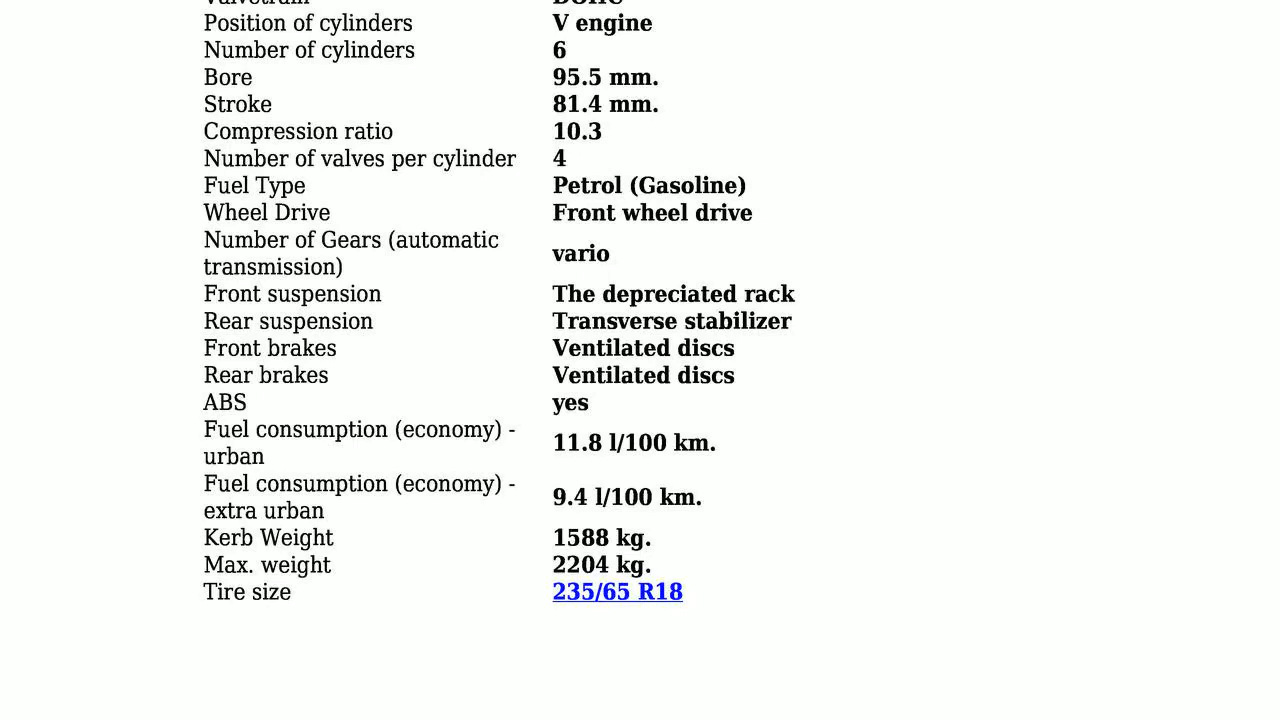 Position of cylinders V engine
Number of cylinders 6
Bore 95.5 mm.
Stroke 81.4 mm.
Compression ratio 10.3
Number of valves per cylinder 4
Fuel Type Petrol (Gasoline)
Wheel Drive Front wheel drive
Number of Gears (automatic
transmission) vario
Front suspension The depreciated rack
Rear suspension Transverse stabilizer
Front brakes Ventilated discs
Rear brakes Ventilated discs
ABS yes
Fuel consumption (economy) -
urban 11.8 l/100 km.
Fuel consumption (economy) -
extra urban 9.4 l/100 km.
Kerb Weight 1588 kg.
Max. weight 2204 kg.
Tire size 235/65 R18